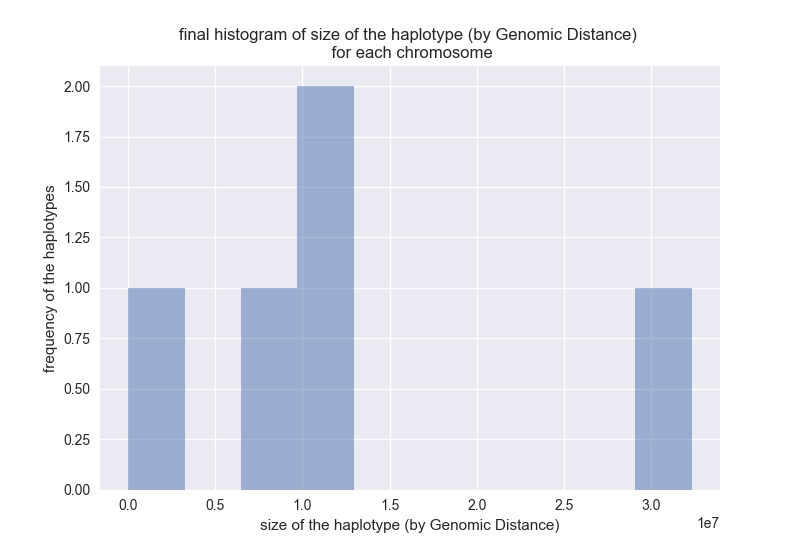 final histogram of size of the haplotype (by Genomic Distance)
for each chromosome
frequency of the haplotypes
2.00
1.75
1.50
1.25
1.00
0.75
0.50
0.25
0.00
0.0 0.5 1.0 1.5 2.0 2.5 3.0
1e7
size of the haplotype (by Genomic Distance)